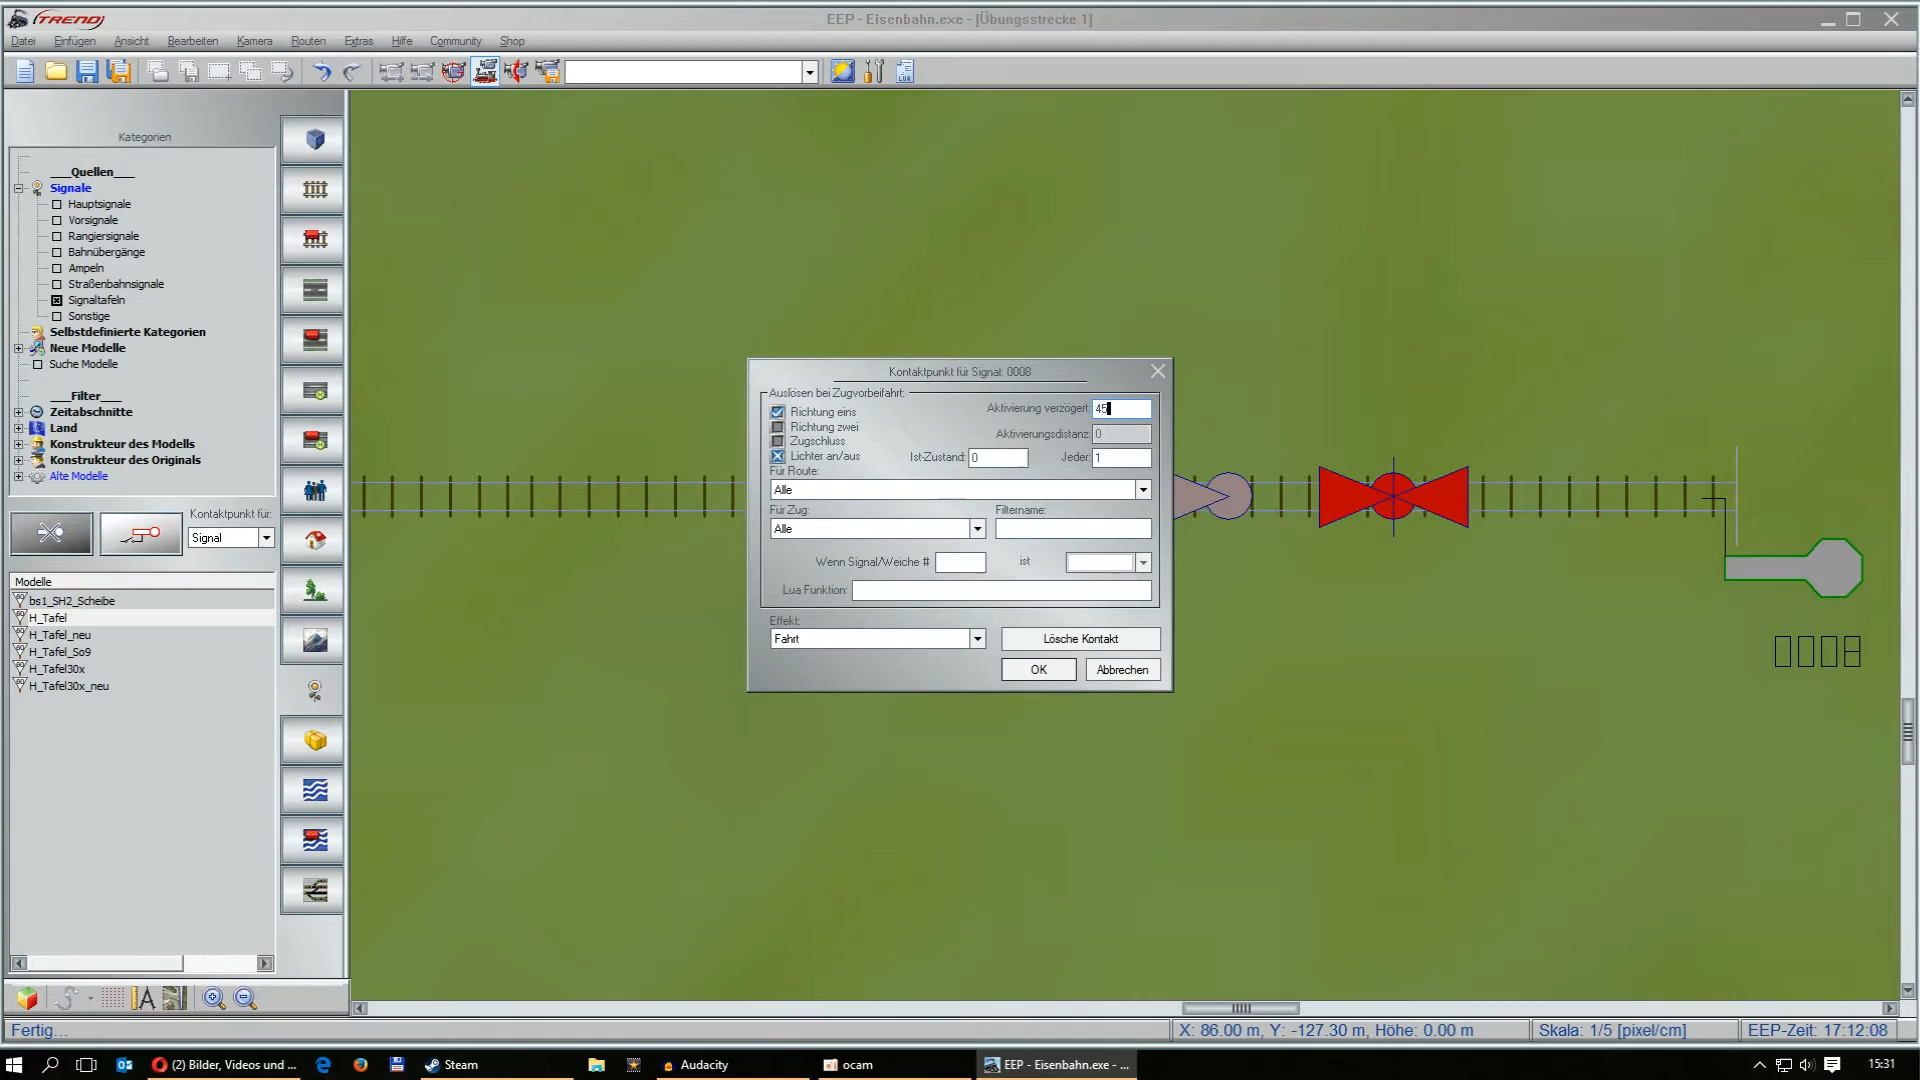 TREND
EEP - Eisenbahn.exe - [Übungsstrecke 1]
Datei Einfügen Ansicht Bearbeiten Kamera Routen Extras Hilfe Community Shop
LUA
Kategorien
___Quellen___
Signale
Hauptsignale
Vorsignale
Rangiersignale
Bahnübergänge
Ampeln
Straßenbahnsignale
Signaltafeln
Sonstige
Selbstdefinierte Kategorien
Neue Modelle
Suche Modelle
___Filter___
Zeitabschnitte
Land
Konstrukteur des Modells
Konstrukteur des Originals
Alte Modelle
Kontaktpunkt für:
Signal
Modelle
bs1_SH2_Scheibe
H_Tafel
H_Tafel_neu
H_Tafel_So9
H_Tafel30x
H_Tafel30x_neu
Kontaktpunkt für Signal: 0008
Auslösen bei Zugvorbeifahrt:
Richtung eins
Aktivierung verzögert: 45
Richtung zwei
Aktivierungsdistanz: 0
Zugschluss
Lichter an/aus
Ist-Zustand: 0
Jeder: 1
Für Route:
Alle
Für Zug:
Filtername:
Alle
Wenn Signal/Weiche #
ist
Lua Funktion:
Effekt:
Fahrt
Lösche Kontakt
OK
Abbrechen
0008
Fertig...
X: 86.00 m, Y: -127.30 m, Höhe: 0.00 m
Skala: 1/5 [pixel/cm]
EEP-Zeit: 17:12:08
(2) Bilder, Videos und ...
Steam
Audacity
ocam
EEP - Eisenbahn.exe - ...
15:31